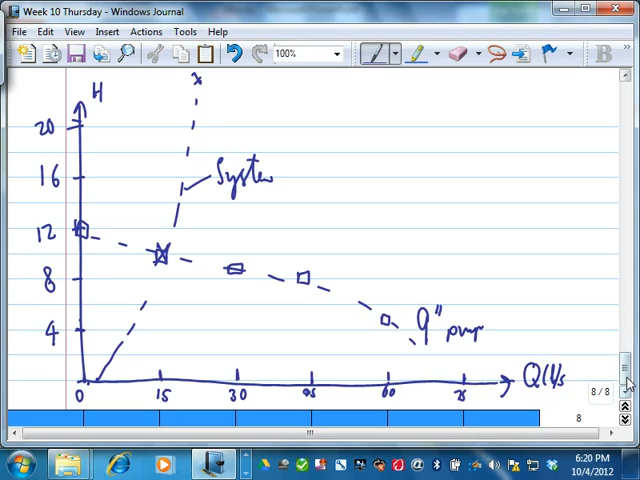 Week 10 Thursday - Windows Journal
File Edit View Insert Actions Tools Help
100%
B
H
20
16
System
12
8
4
9" pump
Q(l/s
0 15 30 45 60 75
8 / 8
8
6:20 PM
10/4/2012